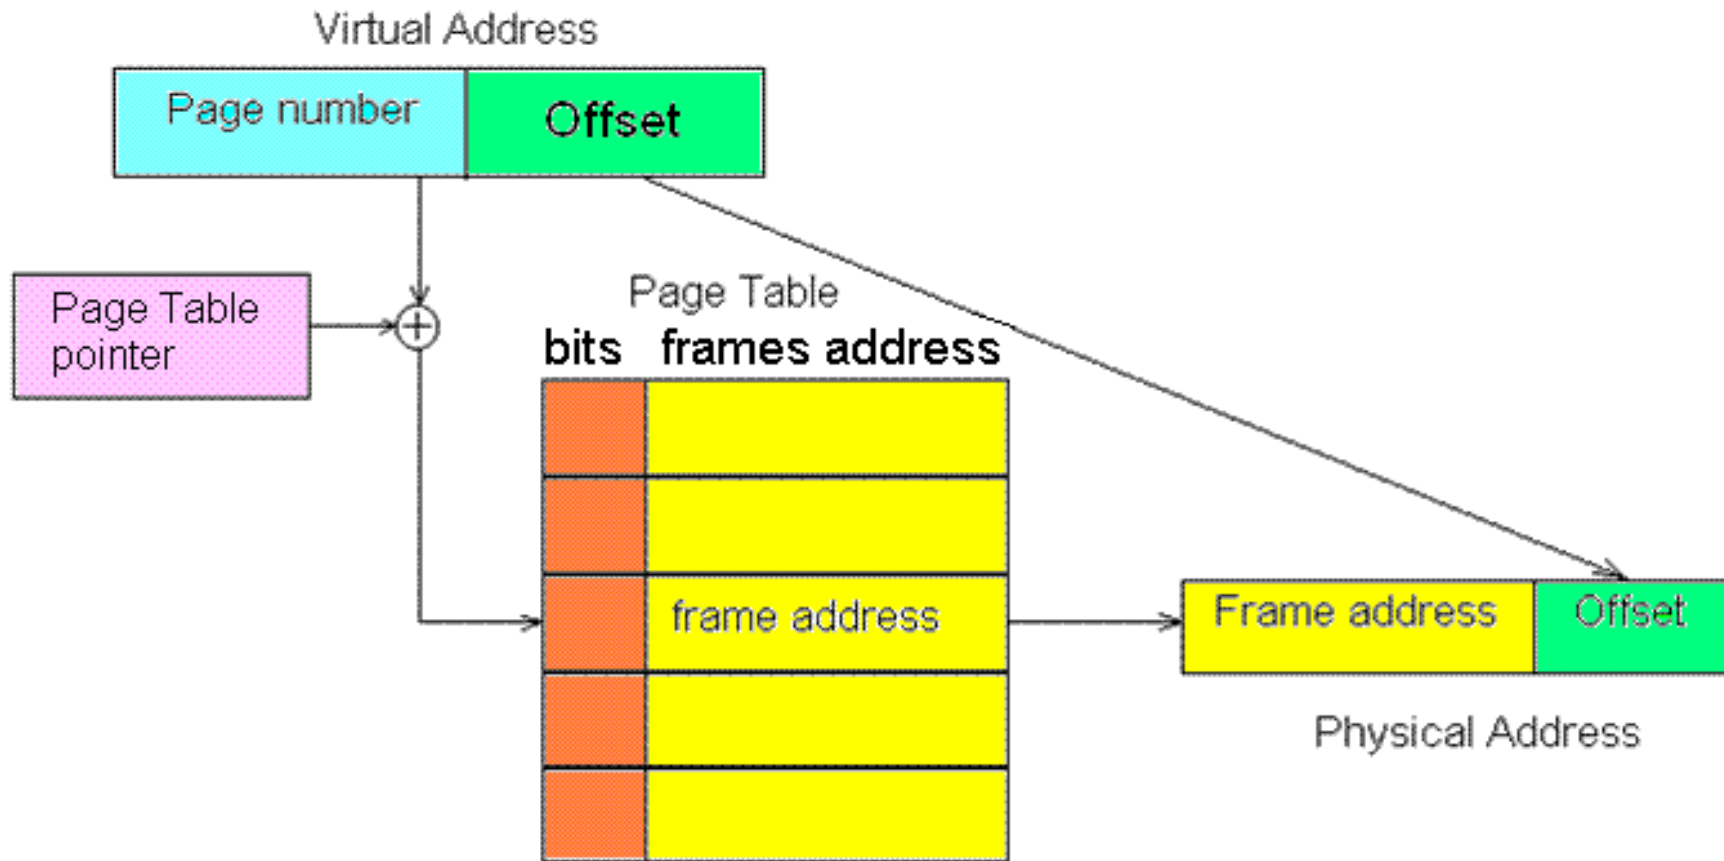 Virtual Address
Page number
Offset
Page Table
pointer
Page Table
bits
frames address
frame address
Frame address
Offset
Physical Address